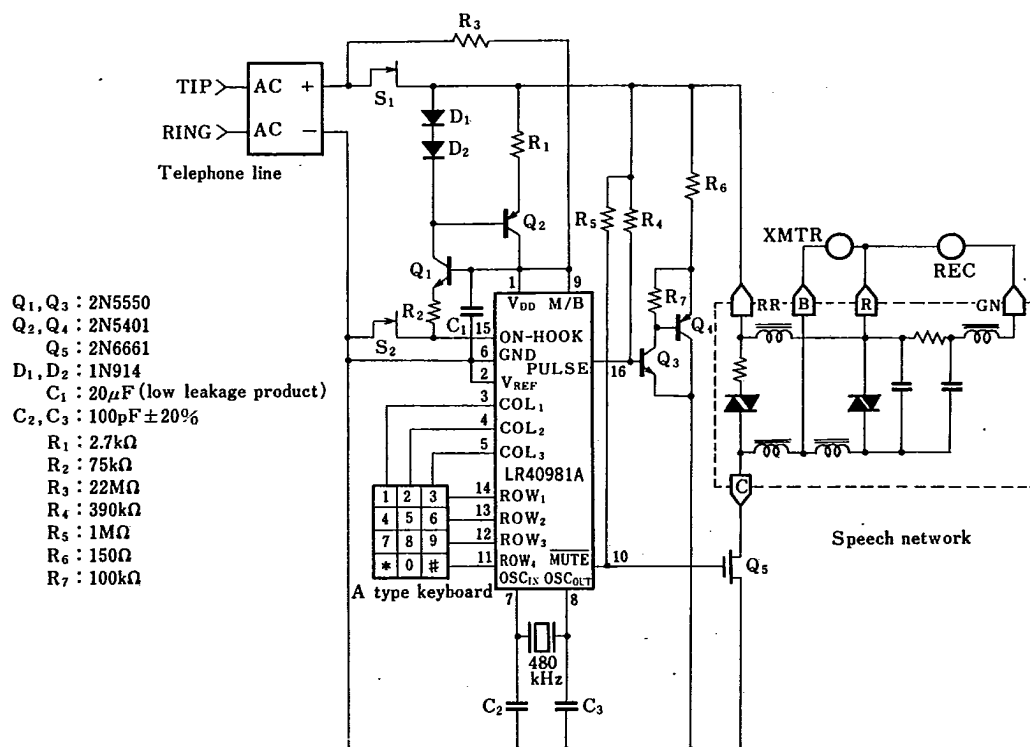 R₃
TIP
AC +
S₁
RING
AC −
Telephone line
D₁
D₂
R₁
Q₂
R₅
R₄
R₆
Q₁
R₂
C₁
S₂
R₇
Q₃
Q₄
XMTR
REC
RR
B
R
GN
C
Q₅
Speech network
1
9
VDD M/B
15
ON-HOOK
6
GND
PULSE
16
2
VREF
3
COL₁
4
COL₂
5
COL₃
LR40981A
14
ROW₁
13
ROW₂
12
ROW₃
11
ROW₄
MUTE
10
OSCIN OSCOUT
7
8
1 2 3
4 5 6
7 8 9
* 0 #
A type keyboard
480
kHz
C₂
C₃
Q₁, Q₃ : 2N5550
Q₂, Q₄ : 2N5401
Q₅ : 2N6661
D₁, D₂ : 1N914
C₁ : 20μF (low leakage product)
C₂, C₃ : 100pF ±20%
R₁ : 2.7kΩ
R₂ : 75kΩ
R₃ : 22MΩ
R₄ : 390kΩ
R₅ : 1MΩ
R₆ : 150Ω
R₇ : 100kΩ